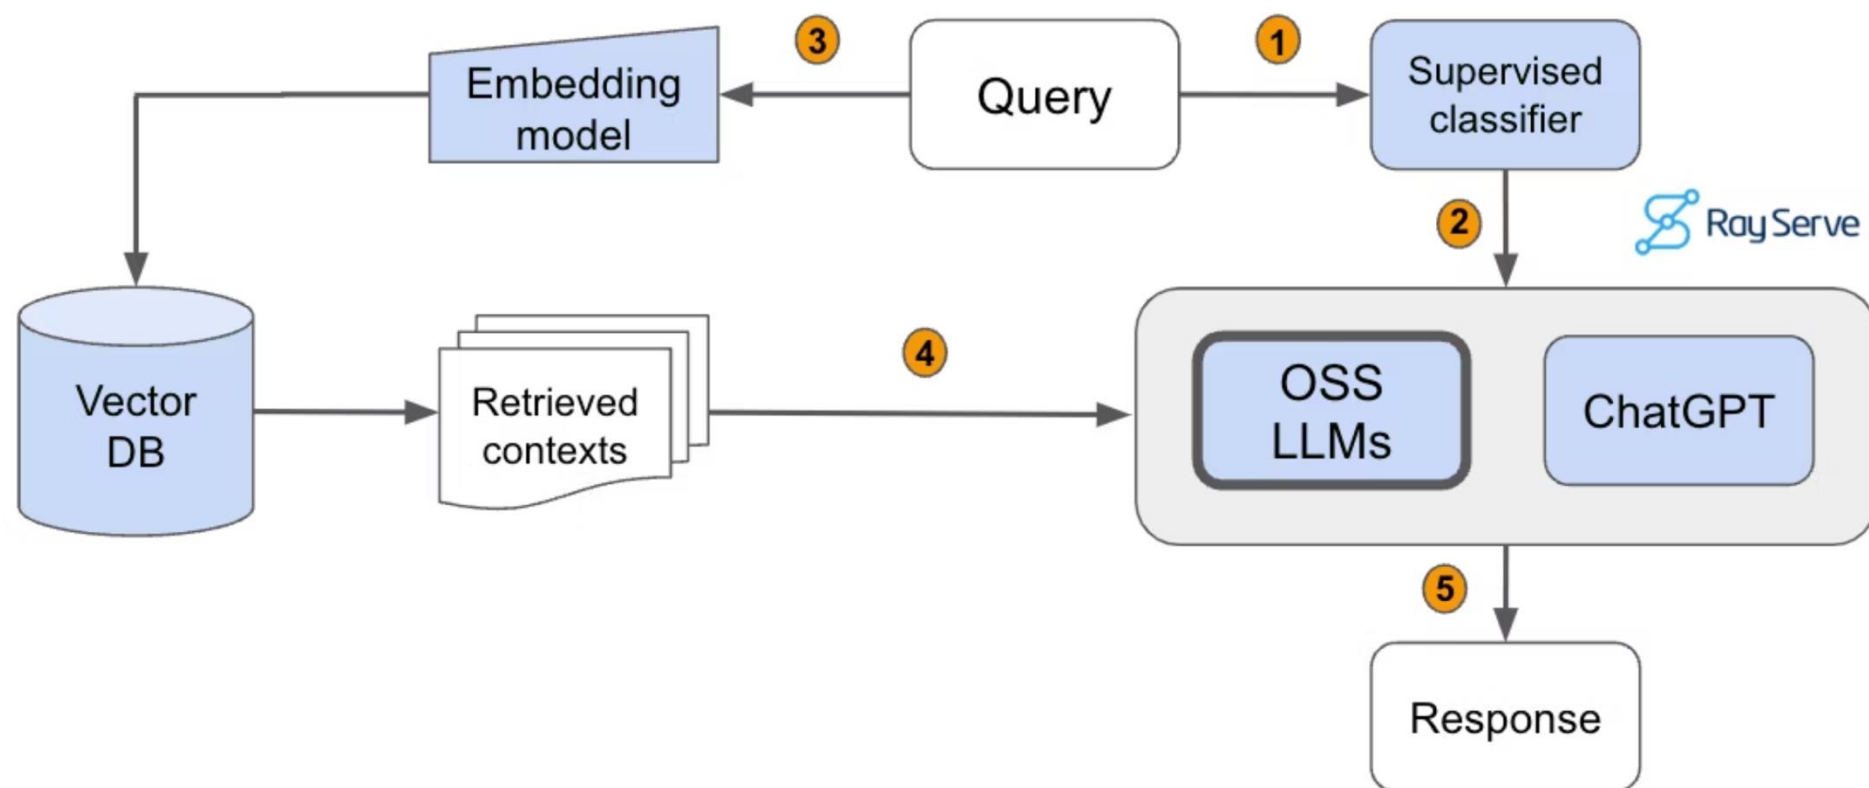 3
1
Embedding
model
Query
Supervised
classifier
2
Ray Serve
Vector
DB
Retrieved
contexts
4
OSS
LLMs
ChatGPT
5
Response